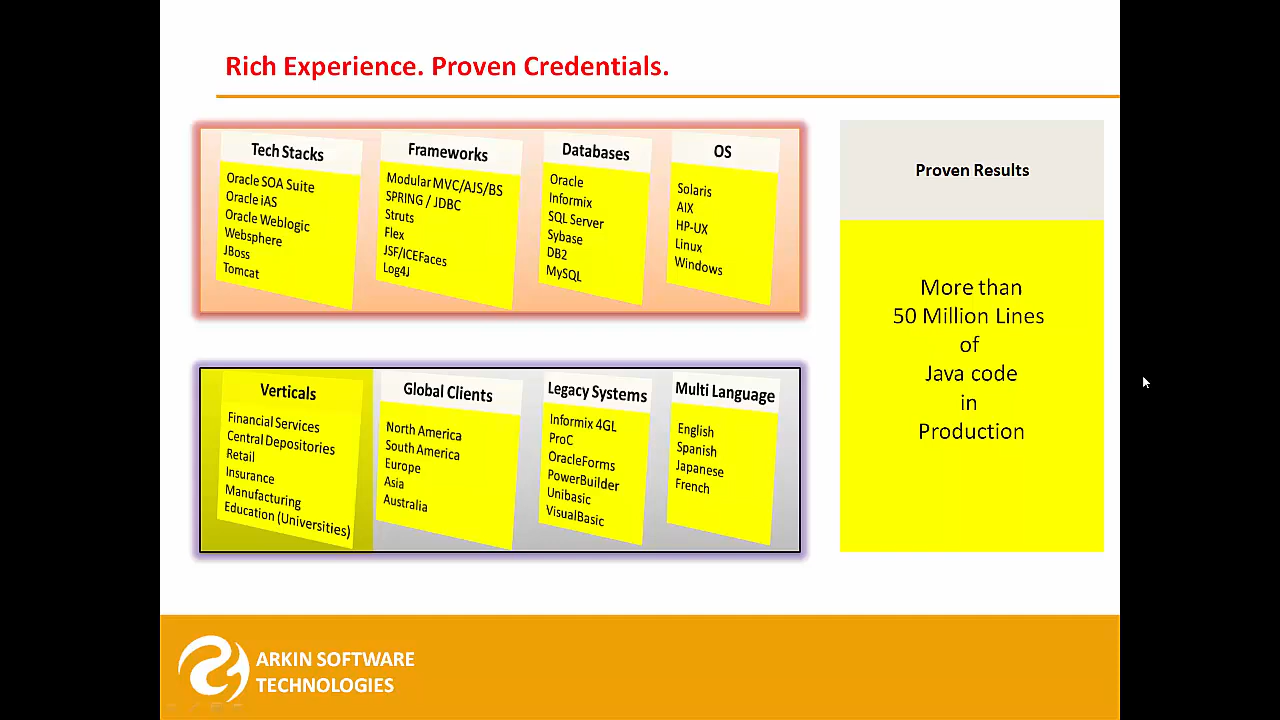 Rich Experience. Proven Credentials.
Tech Stacks
Oracle SOA Suite
Oracle iAS
Oracle Weblogic
Websphere
JBoss
Tomcat
Frameworks
Modular MVC/AJS/BS
SPRING / JDBC
Struts
Flex
JSF/ICEFaces
Log4J
Databases
Oracle
Informix
SQL Server
Sybase
DB2
MySQL
OS
Solaris
AIX
HP-UX
Linux
Windows
Proven Results
More than
50 Million Lines
of
Java code
in
Production
Verticals
Financial Services
Central Depositories
Retail
Insurance
Manufacturing
Education (Universities)
Global Clients
North America
South America
Europe
Asia
Australia
Legacy Systems
Informix 4GL
ProC
OracleForms
PowerBuilder
Unibasic
VisualBasic
Multi Language
English
Spanish
Japanese
French
ARKIN SOFTWARE
TECHNOLOGIES